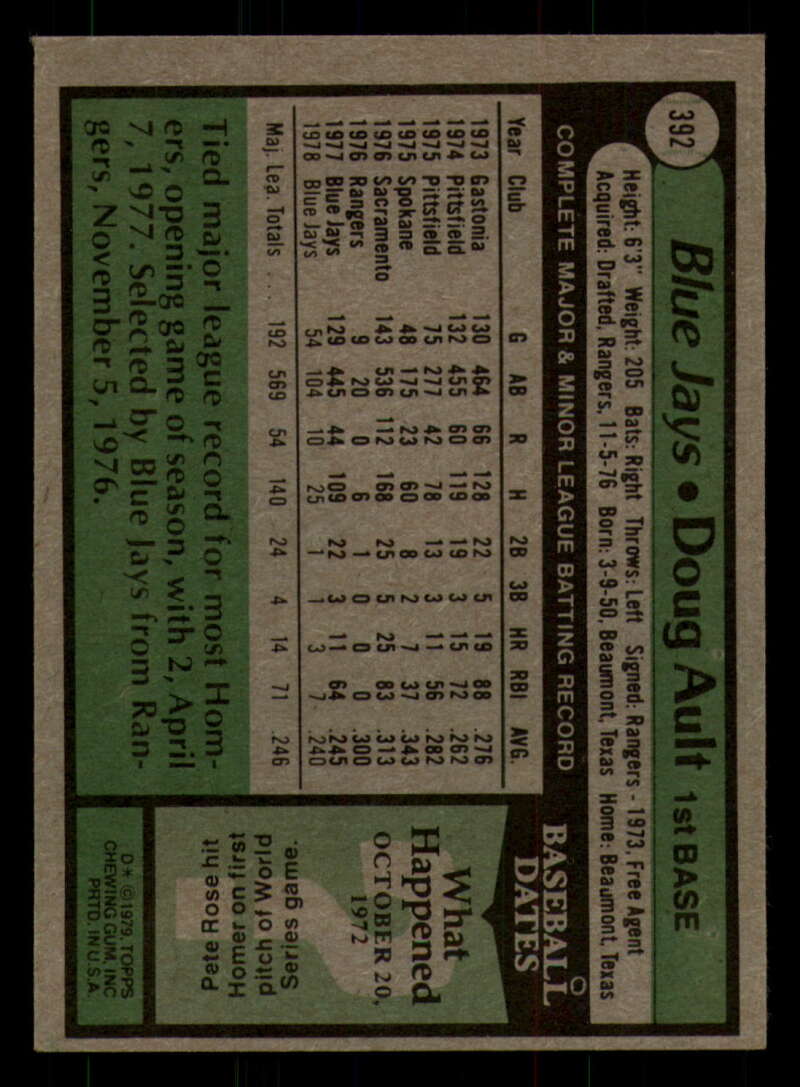 392
Blue Jays • Doug Ault 1st BASE
Height: 6'3" Weight: 205 Bats: Right Throws: Left Signed: Rangers - 1973, Free Agent
Acquired: Drafted, Rangers, 11-5-76 Born: 3-9-50, Beaumont, Texas Home: Beaumont, Texas
COMPLETE MAJOR & MINOR LEAGUE BATTING RECORD
Year Club G AB R H 2B 3B HR RBI AVG.
1973 Gastonia 130 464 66 128 22 5 19 88 .276
1974 Pittsfield 132 455 60 119 19 3 15 72 .262
1975 Pittsfield 75 277 42 78 13 3 11 56 .282
1975 Spokane 48 175 23 60 8 2 7 37 .343
1976 Sacramento 143 536 112 168 25 5 25 83 .313
1976 Rangers 9 20 0 6 1 0 0 0 .300
1977 Blue Jays 129 445 44 109 22 3 11 64 .245
1978 Blue Jays 54 104 10 25 1 1 3 7 .240
Maj. Lea. Totals . . . 192 569 54 140 24 4 14 71 .246
Tied major league record for most Hom-
ers, opening game of season, with 2, April
7, 1977. Selected by Blue Jays from Ran-
gers, November 5, 1976.
BASEBALL
DATES
What
Happened
OCTOBER 20,
1972
Pete Rose hit
Homer on first
pitch of World
Series game.
D* ©1979, TOPPS
CHEWING GUM, INC
PRTD. IN U.S.A.